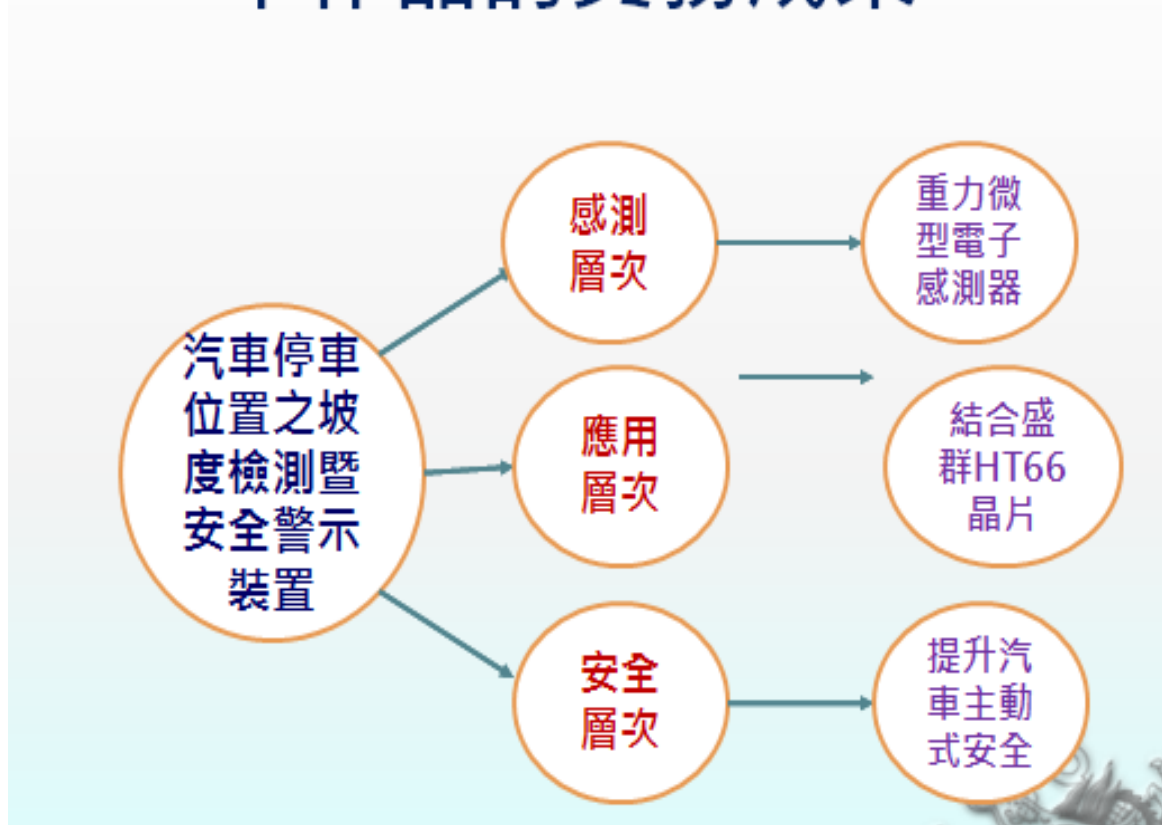 感測
層次
重力微
型電子
感測器
汽車停車
位置之坡
度檢測暨
安全警示
裝置
應用
層次
結合盛
群HT66
晶片
安全
層次
提升汽
車主動
式安全